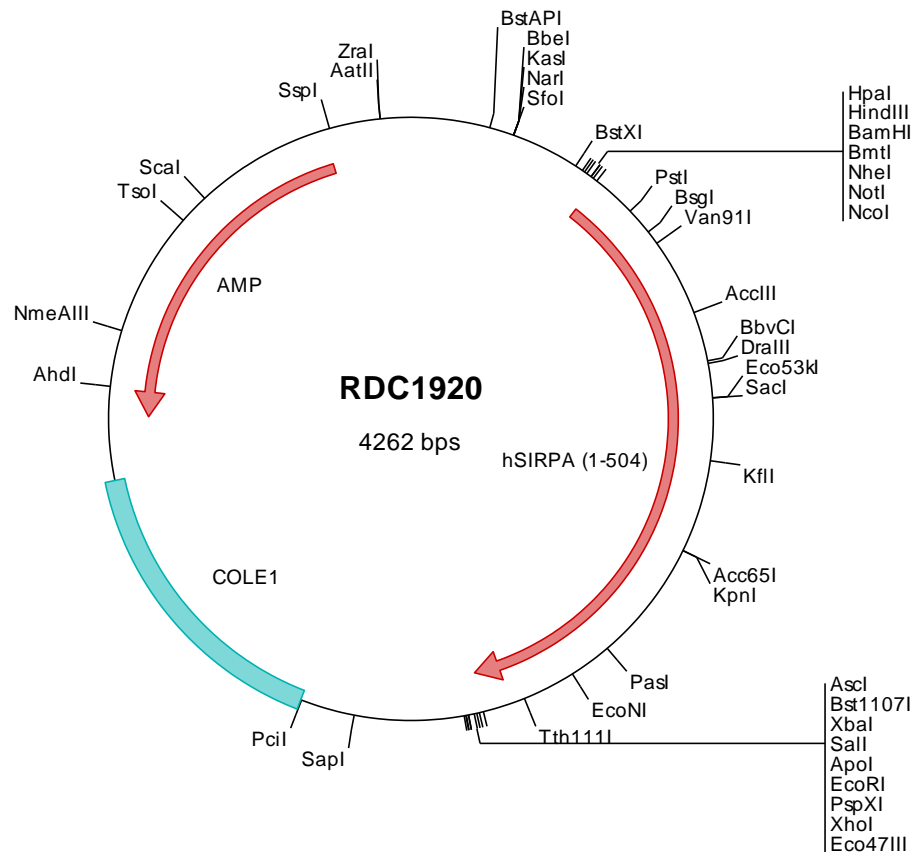 BstAPI
BbeI
KasI
NarI
SfoI
ZraI
AatII
SspI
BstXI
HpaI
HindIII
BamHI
BmtI
NheI
NotI
NcoI
ScaI
TsoI
PstI
BsgI
Van91I
AMP
AccIII
NmeAIII
BbvCI
DraIII
Eco53kI
SacI
AhdI
RDC1920
4262 bps
hSIRPA (1-504)
KflI
COLE1
Acc65I
KpnI
PasI
EcoNI
Tth111I
PciI
SapI
AscI
Bst1107I
XbaI
SalI
ApoI
EcoRI
PspXI
XhoI
Eco47III